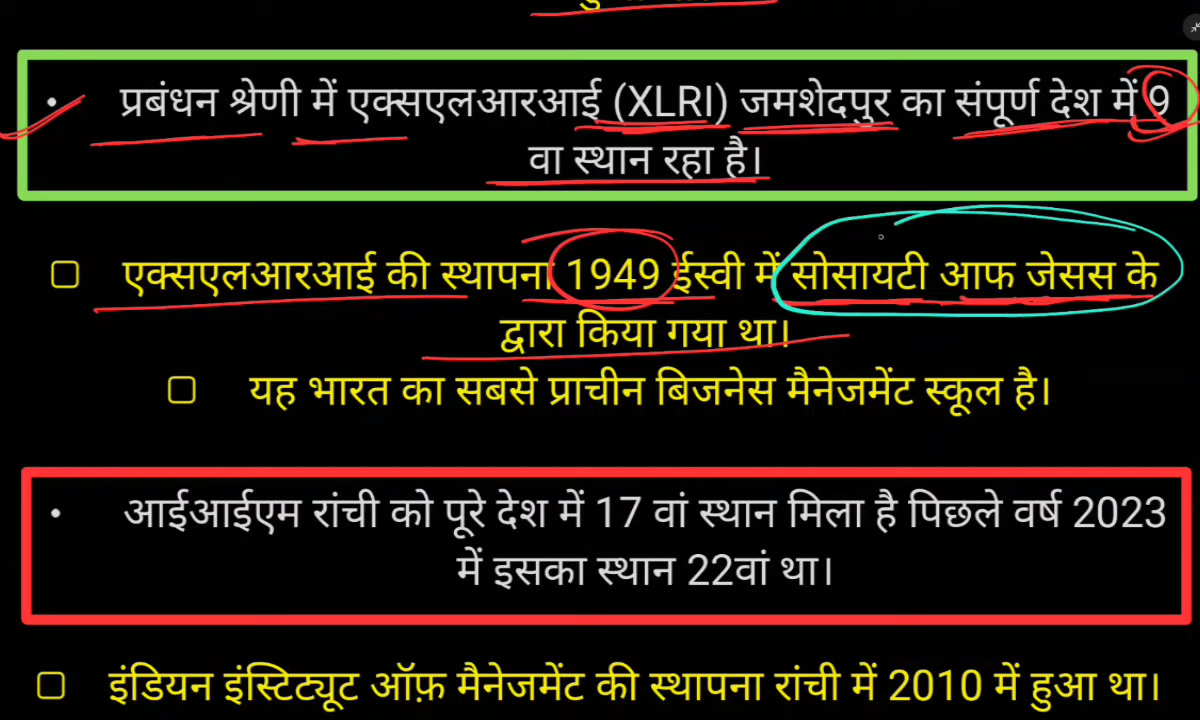 • प्रबंधन श्रेणी में एक्सएलआरआई (XLRI) जमशेदपुर का संपूर्ण देश में 9
वा स्थान रहा है।
▢ एक्सएलआरआई की स्थापना 1949 ईस्वी में सोसायटी आफ जेसस के
द्वारा किया गया था।
▢ यह भारत का सबसे प्राचीन बिजनेस मैनेजमेंट स्कूल है।
• आईआईएम रांची को पूरे देश में 17 वां स्थान मिला है पिछले वर्ष 2023
में इसका स्थान 22वां था।
▢ इंडियन इंस्टिट्यूट ऑफ़ मैनेजमेंट की स्थापना रांची में 2010 में हुआ था।